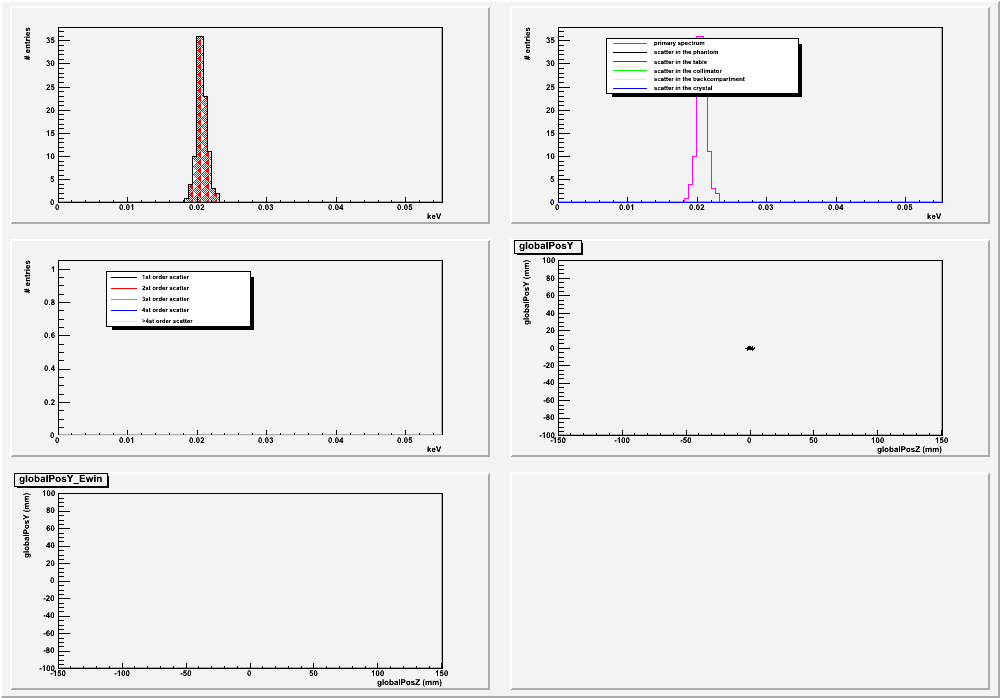 # entries
35
30
25
20
15
10
5
0
0 0.01 0.02 0.03 0.04 0.05
keV
# entries
35
30
25
20
15
10
5
0
primary spectrum
scatter in the phantom
scatter in the table
scatter in the collimator
scatter in the backcompartment
scatter in the crystal
0 0.01 0.02 0.03 0.04 0.05
keV
# entries
1
0.8
0.6
0.4
0.2
0
1st order scatter
2st order scatter
3st order scatter
4st order scatter
>4st order scatter
0 0.01 0.02 0.03 0.04 0.05
keV
globalPosY
globalPosY (mm)
100
80
60
40
20
0
-20
-40
-60
-80
-100
-150 -100 -50 0 50 100 150
globalPosZ (mm)
globalPosY_Ewin
globalPosY (mm)
100
80
60
40
20
0
-20
-40
-60
-80
-100
-150 -100 -50 0 50 100 150
globalPosZ (mm)